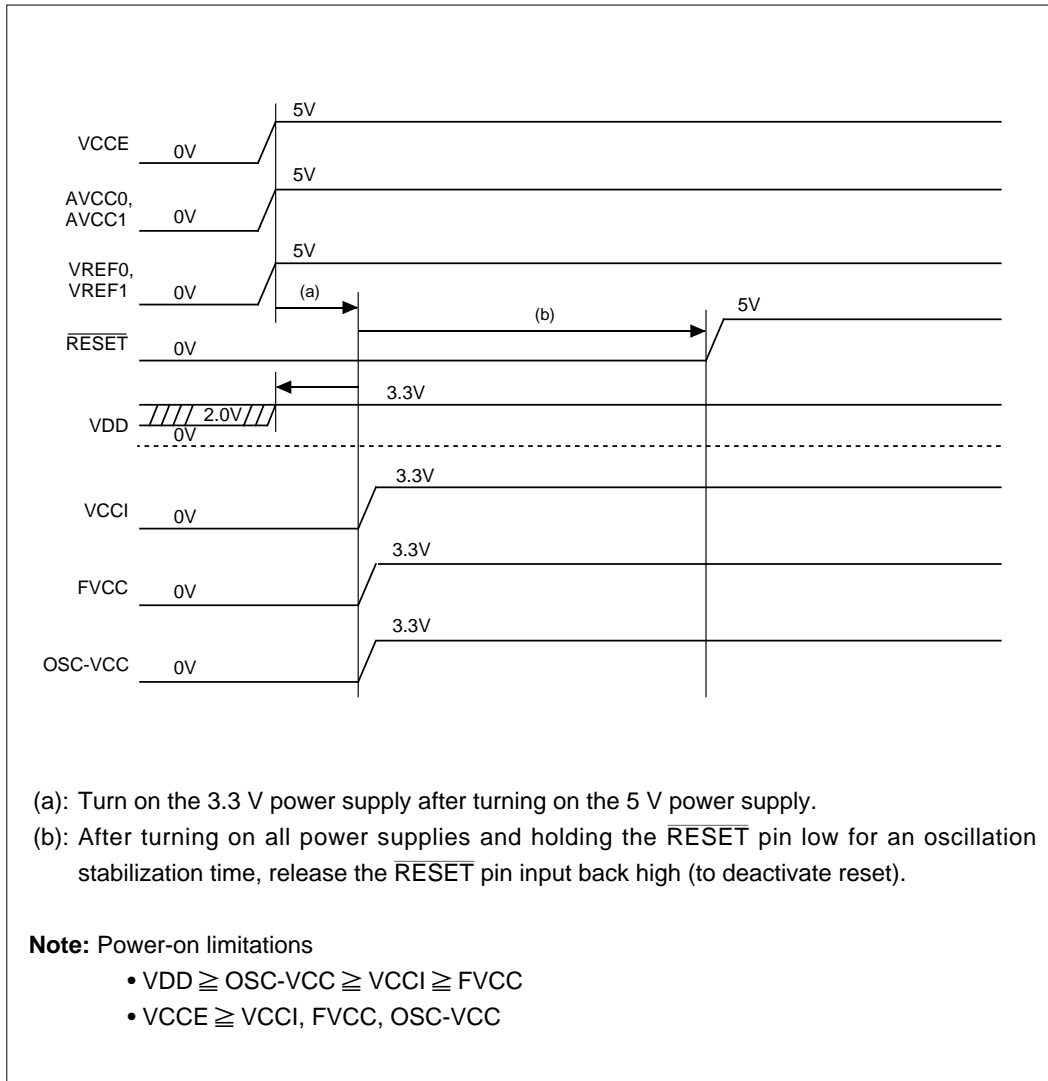 5V
VCCE
0V
5V
AVCC0,
AVCC1
0V
5V
VREF0,
VREF1
0V
(a)
(b)
5V
RESET
0V
3.3V
2.0V
VDD
0V
3.3V
VCCI
0V
3.3V
FVCC
0V
3.3V
OSC-VCC
0V
(a): Turn on the 3.3 V power supply after turning on the 5 V power supply.
(b): After turning on all power supplies and holding the RESET pin low for an oscillation
stabilization time, release the RESET pin input back high (to deactivate reset).
Note: Power-on limitations
• VDD ≧ OSC-VCC ≧ VCCI ≧ FVCC
• VCCE ≧ VCCI, FVCC, OSC-VCC